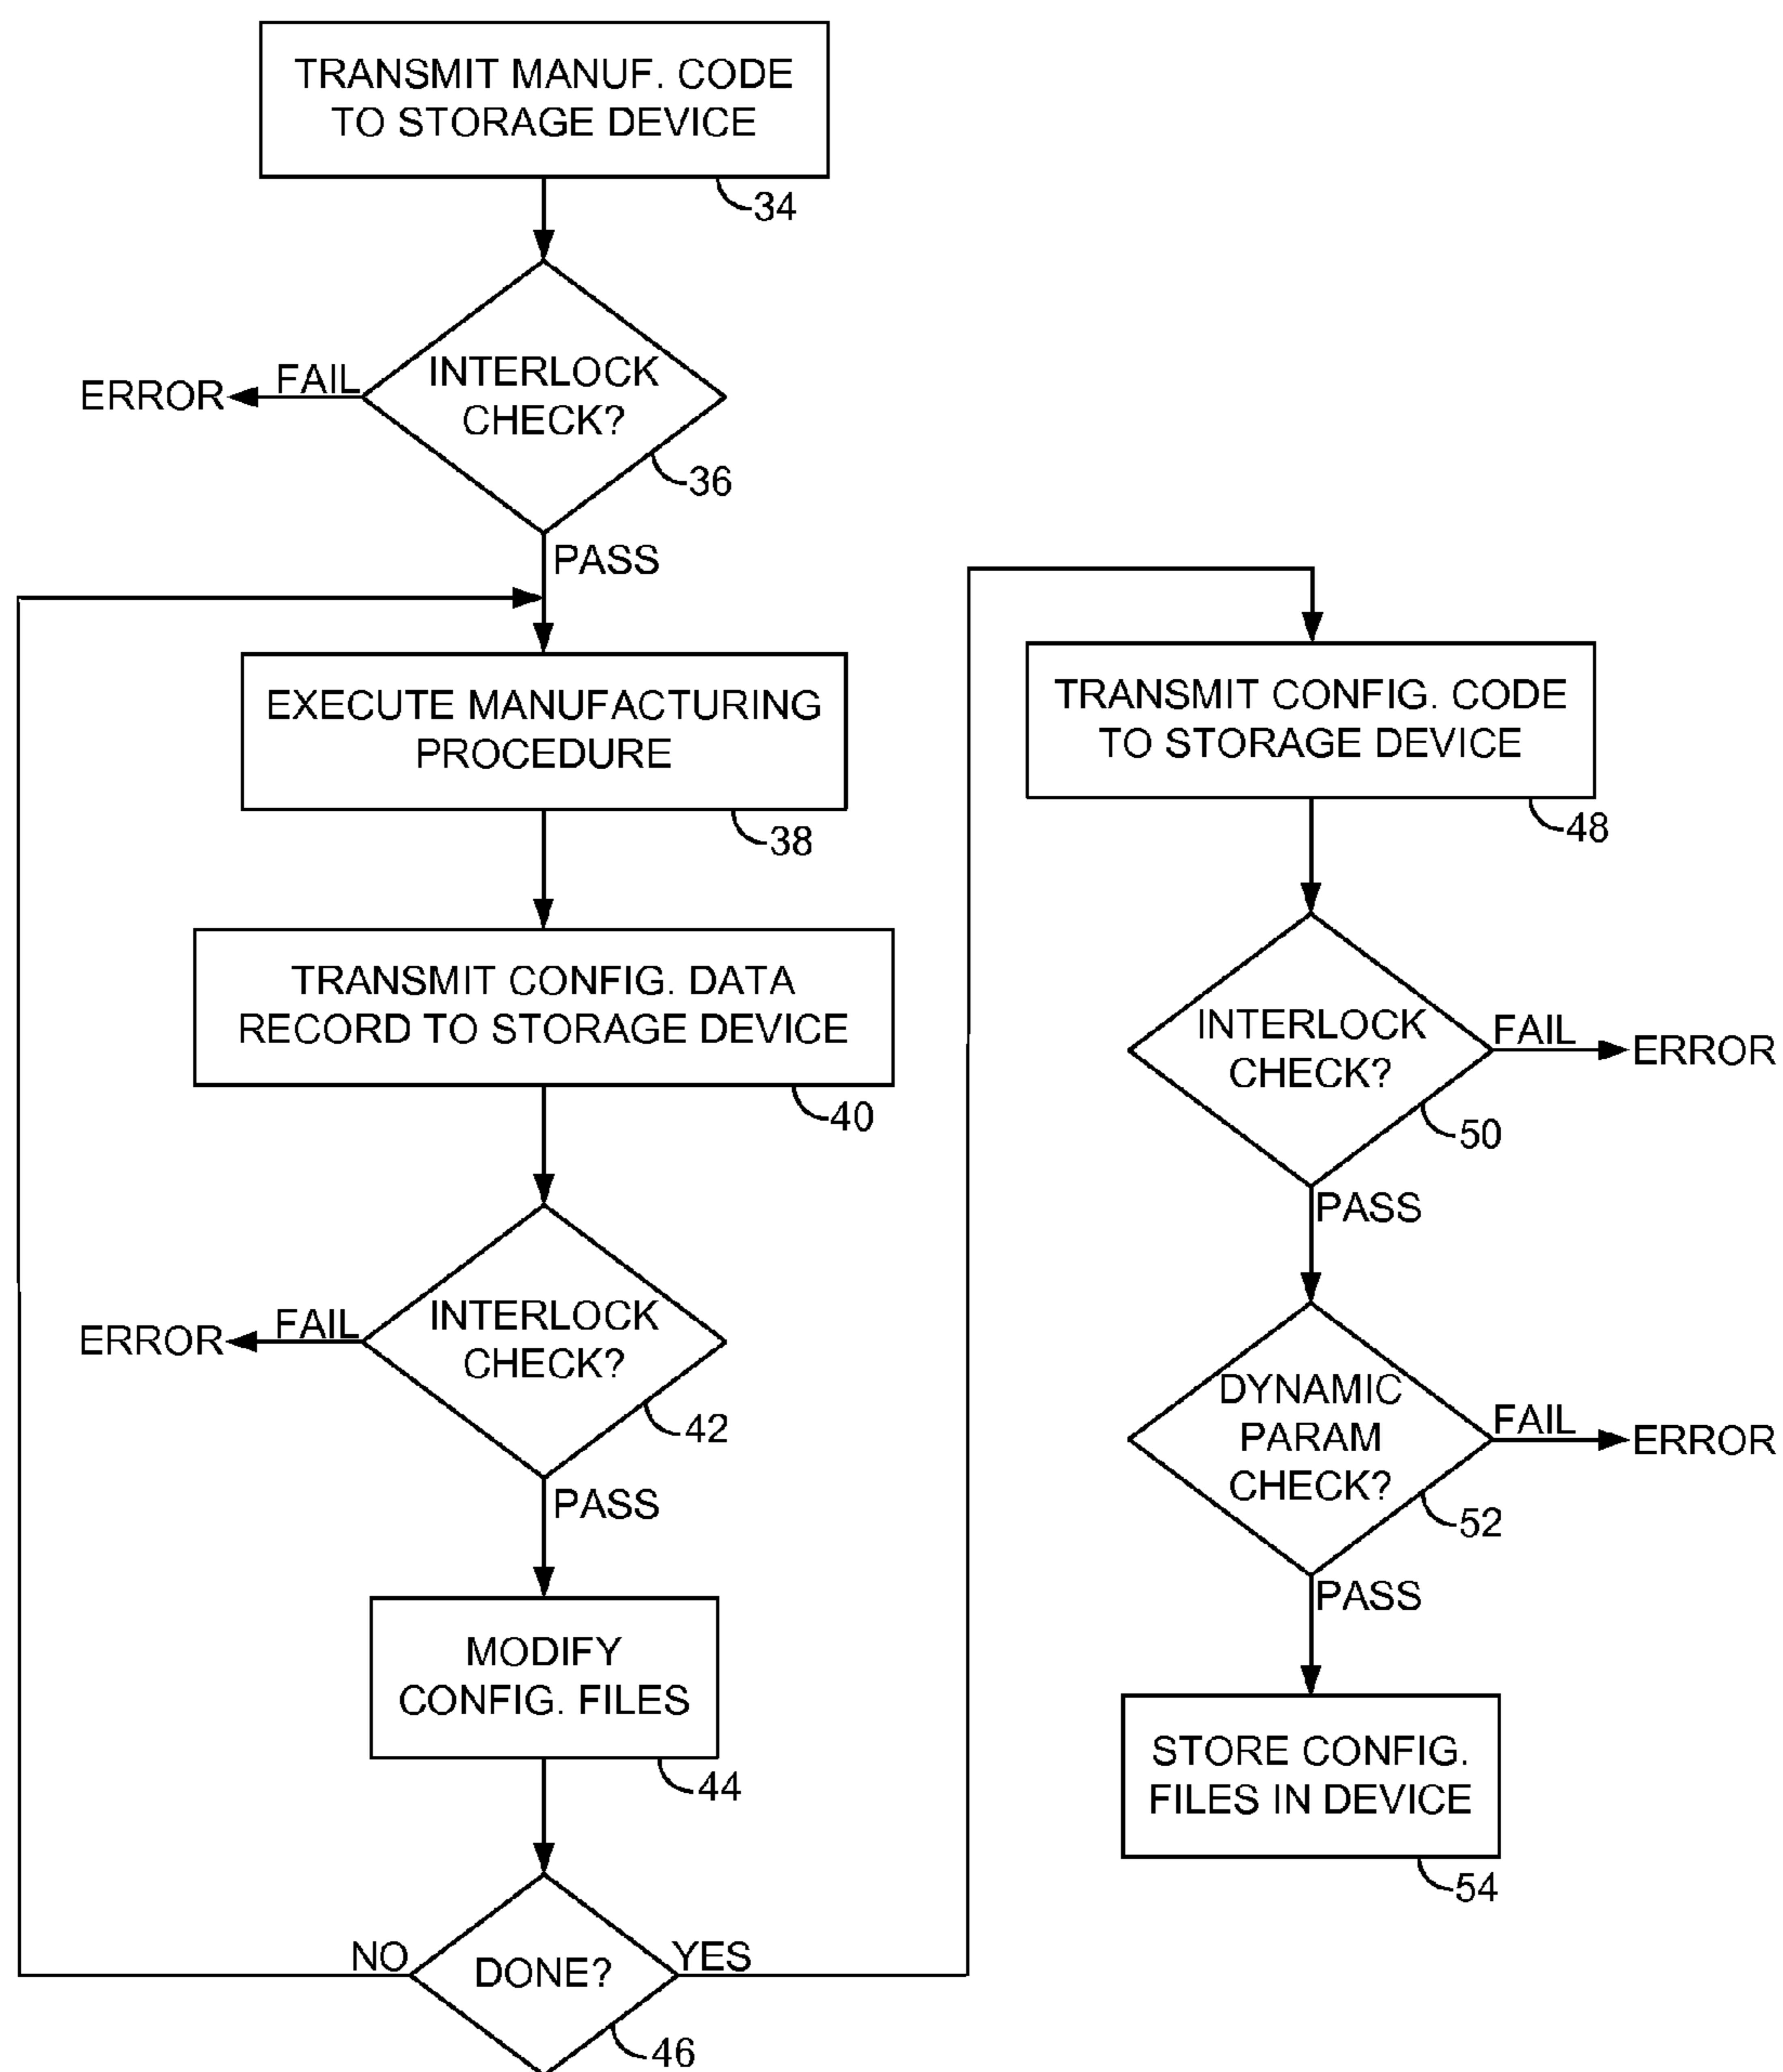 TRANSMIT MANUF. CODE
TO STORAGE DEVICE
34
INTERLOCK
CHECK?
36
FAIL
ERROR
PASS
EXECUTE MANUFACTURING
PROCEDURE
38
TRANSMIT CONFIG. DATA
RECORD TO STORAGE DEVICE
40
INTERLOCK
CHECK?
42
FAIL
ERROR
PASS
MODIFY
CONFIG. FILES
44
DONE?
46
NO
YES
TRANSMIT CONFIG. CODE
TO STORAGE DEVICE
48
INTERLOCK
CHECK?
50
FAIL
ERROR
PASS
DYNAMIC
PARAM
CHECK?
52
FAIL
ERROR
PASS
STORE CONFIG.
FILES IN DEVICE
54